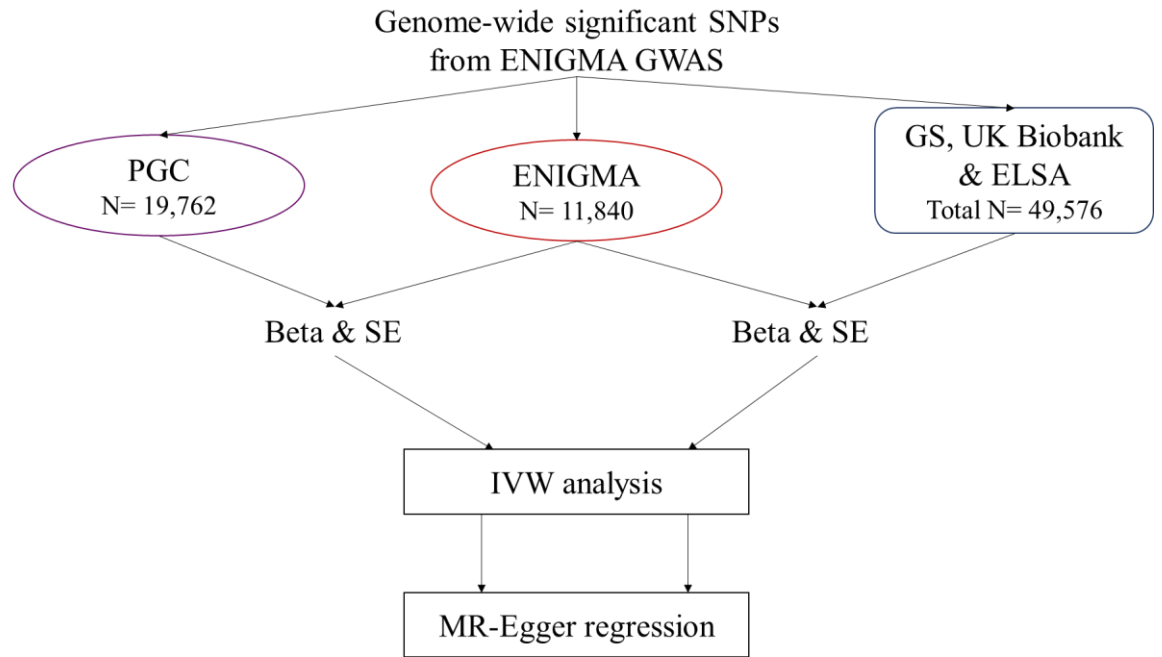 Genome-wide significant SNPs
from ENIGMA GWAS
PGC
N= 19,762
ENIGMA
N= 11,840
GS, UK Biobank
& ELSA
Total N= 49,576
Beta & SE
Beta & SE
IVW analysis
MR-Egger regression